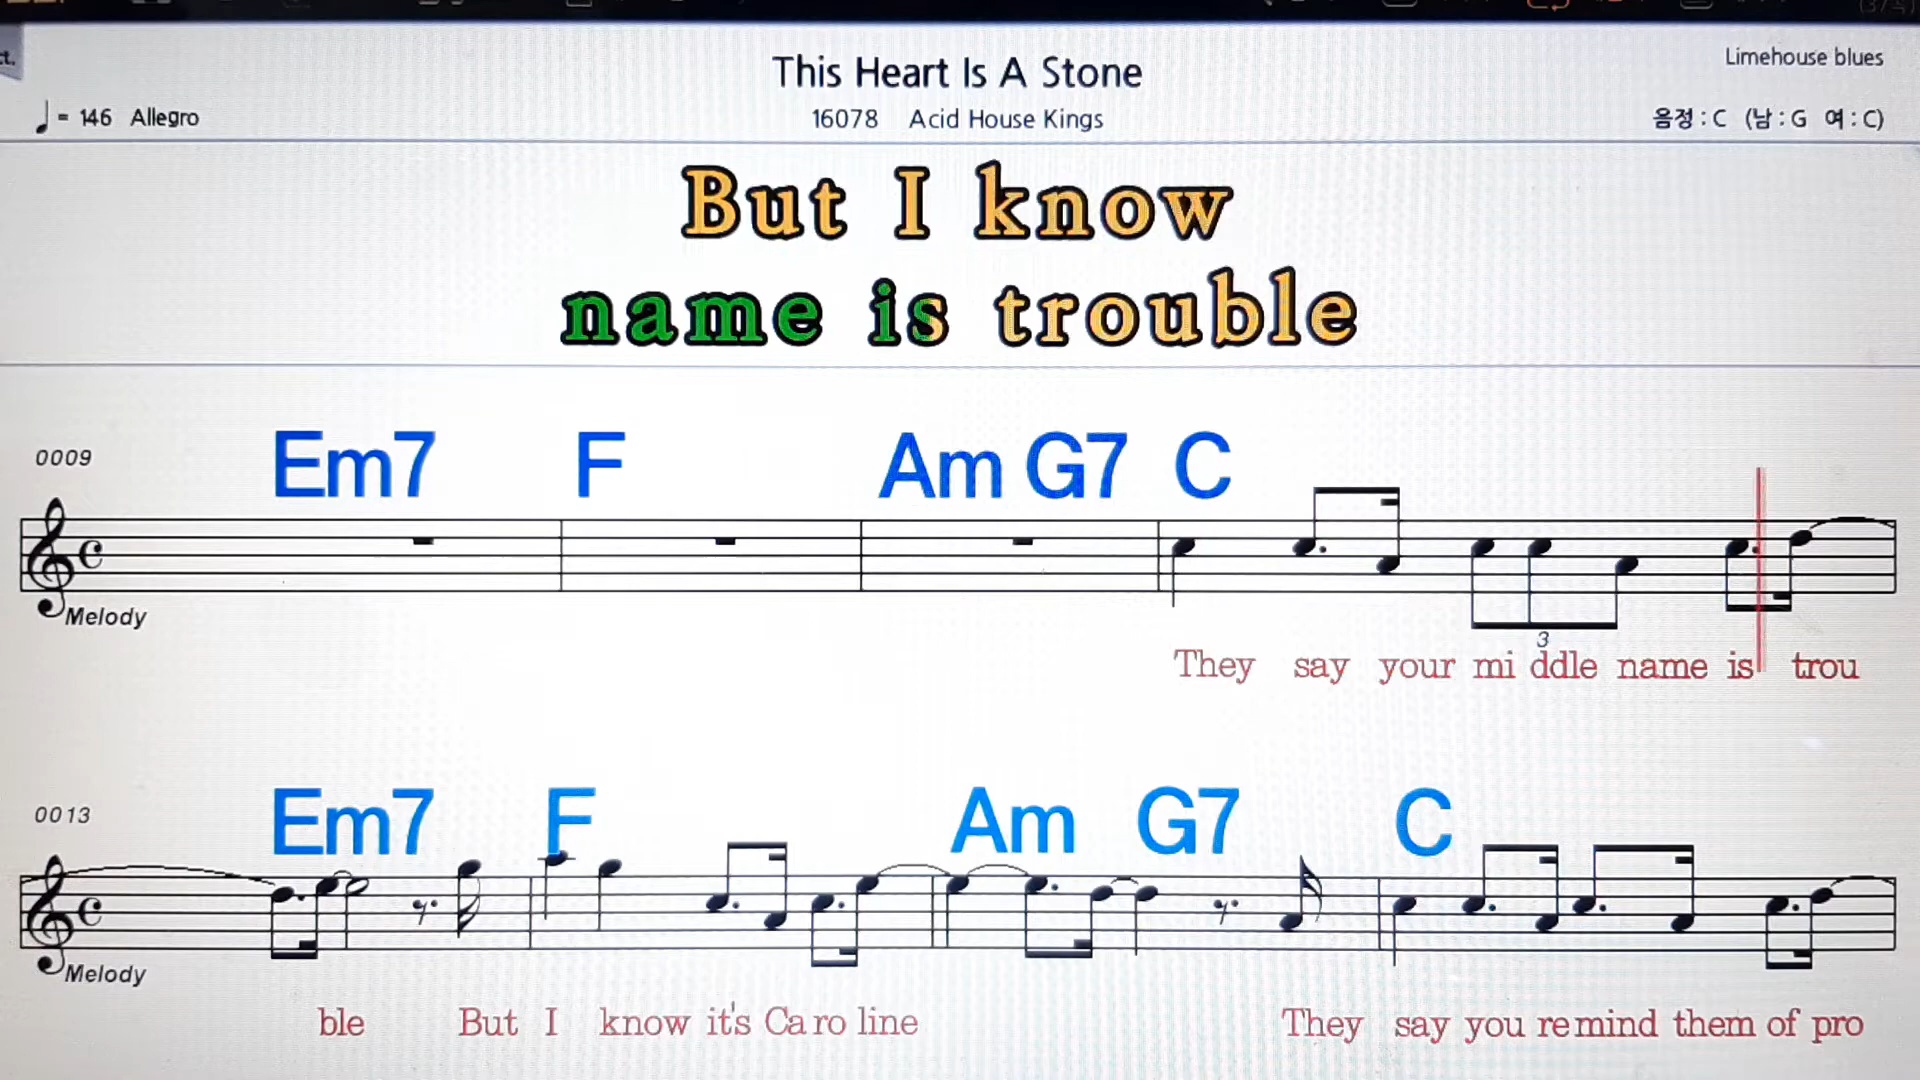 ct.
This Heart Is A Stone
Limehouse blues
= 146 Allegro
16078 Acid House Kings
음정 : C (남 : G 여 : C)
But I know
name is trouble
0009
Em7 F Am G7 C
Melody
3
They say your mi ddle name is trou
0013
Em7 F Am G7 C
Melody
ble But I know it's Ca ro line They say you re mind them of pro